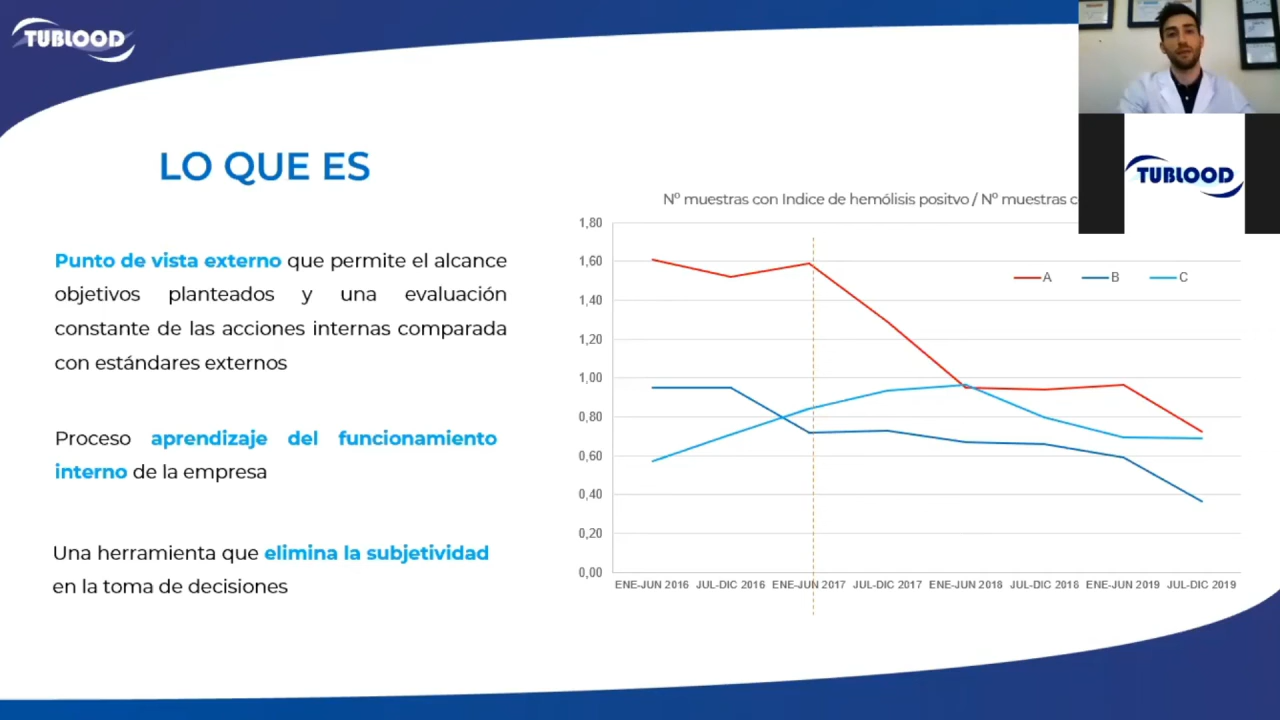 TUBLOOD
LO QUE ES
Punto de vista externo que permite el alcance
objetivos planteados y una evaluación
constante de las acciones internas comparada
con estándares externos
Proceso aprendizaje del funcionamiento
interno de la empresa
Una herramienta que elimina la subjetividad
en la toma de decisiones
TUBLOOD
Nº muestras con Indice de hemólisis positvo / Nº muestras
A B C
1,80
1,60
1,40
1,20
1,00
0,80
0,60
0,40
0,20
0,00
ENE-JUN 2016 JUL-DIC 2016 ENE-JUN 2017 JUL-DIC 2017 ENE-JUN 2018 JUL-DIC 2018 ENE-JUN 2019 JUL-DIC 2019